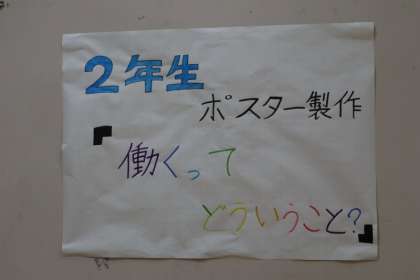 2年生
ポスター製作
「働くって
どういうこと?」